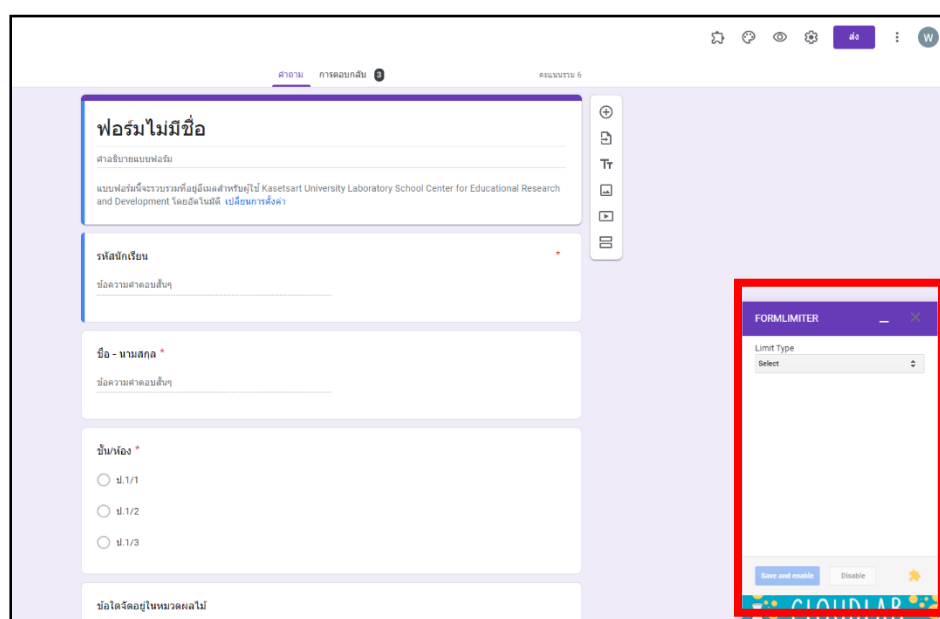 ส่ง
W
คำถาม การตอบกลับ 3
คะแนนรวม 6
ฟอร์มไม่มีชื่อ
คำอธิบายแบบฟอร์ม
แบบฟอร์มนี้จะรวบรวมที่อยู่อีเมลสำหรับผู้ใช้ Kasetsart University Laboratory School Center for Educational Research
and Development โดยอัตโนมัติ เปลี่ยนการตั้งค่า
Tт
รหัสนักเรียน *
ข้อความคำตอบสั้นๆ
ชื่อ - นามสกุล *
ข้อความคำตอบสั้นๆ
ชั้น/ห้อง *
ป.1/1
ป.1/2
ป.1/3
ข้อใดจัดอยู่ในหมวดผลไม้
FORMLIMITER
Limit Type
Select
Save and enable Disable
CLOUDLAB